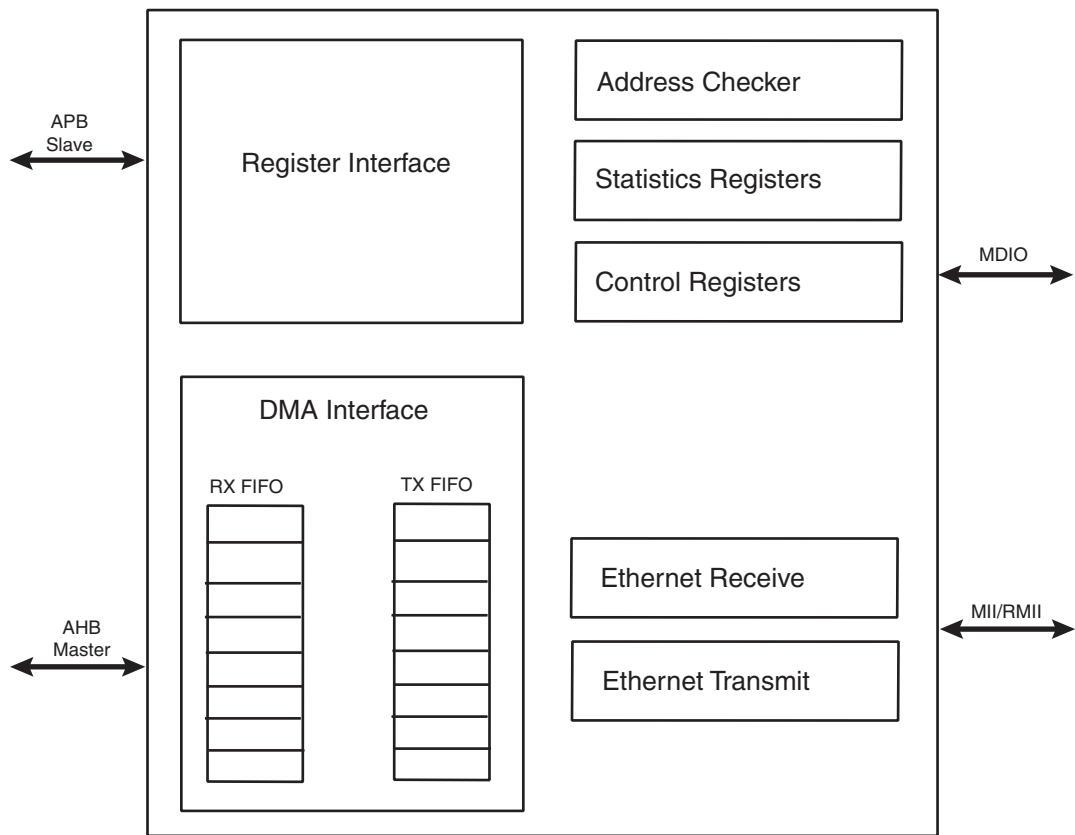 APB
Slave
Register Interface
Address Checker
Statistics Registers
Control Registers
MDIO
DMA Interface
RX FIFO
TX FIFO
AHB
Master
Ethernet Receive
Ethernet Transmit
MII/RMII